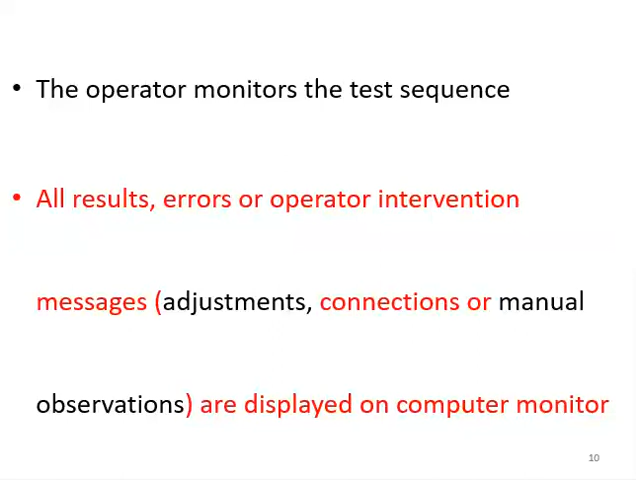 • The operator monitors the test sequence
• All results, errors or operator intervention
messages (adjustments, connections or manual
observations) are displayed on computer monitor
10